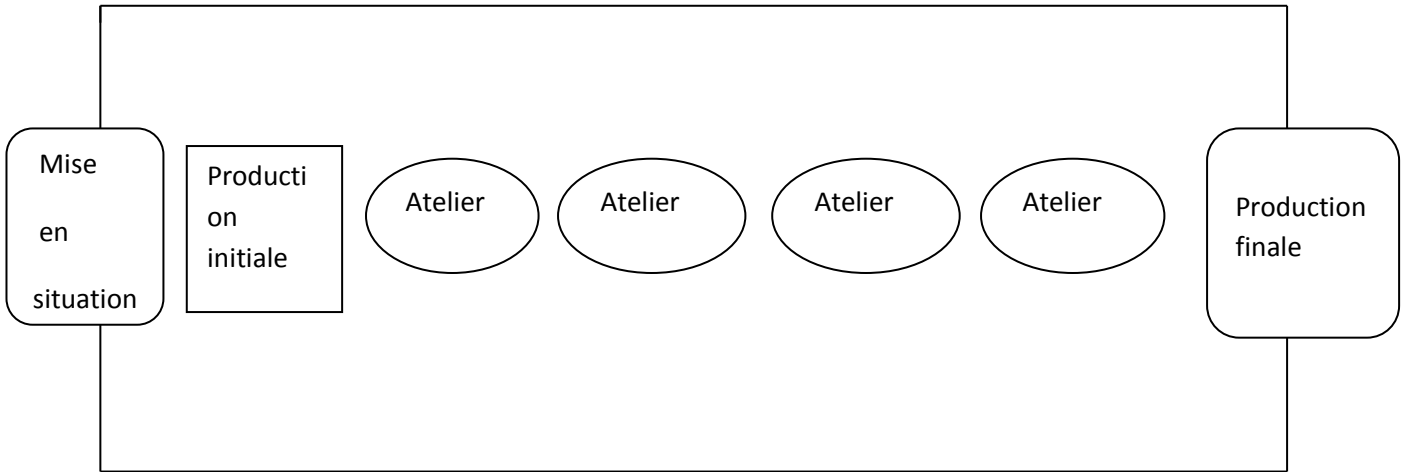 Mise
en
situation
Producti
on
initiale
Atelier
Atelier
Atelier
Atelier
Production
finale